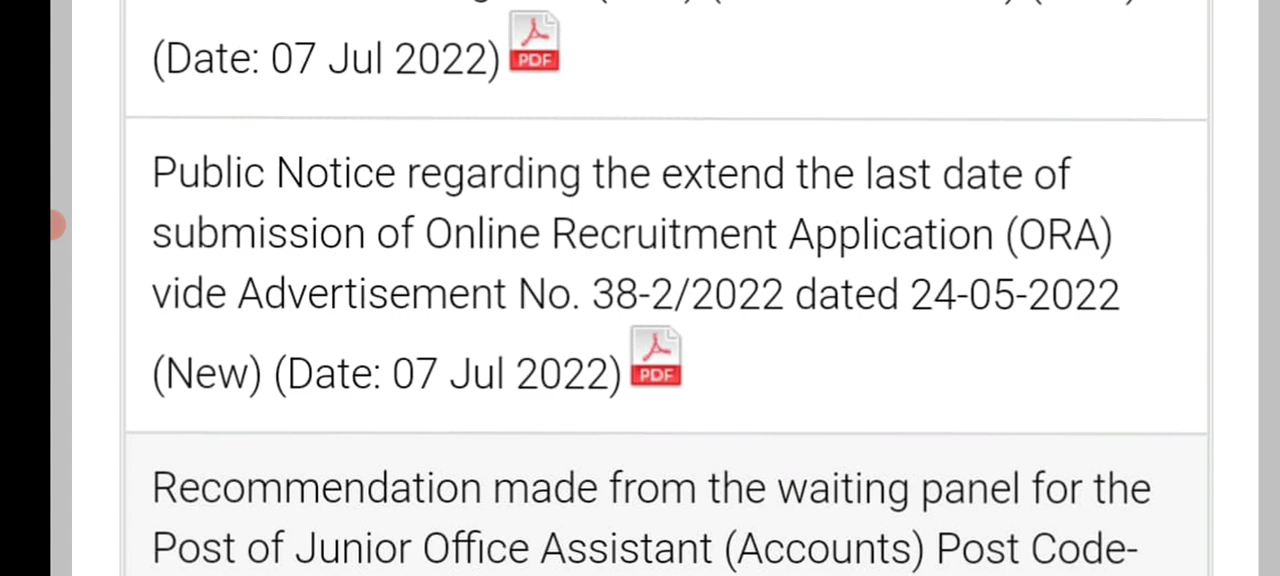 (Date: 07 Jul 2022) PDF
Public Notice regarding the extend the last date of
submission of Online Recruitment Application (ORA)
vide Advertisement No. 38-2/2022 dated 24-05-2022
(New) (Date: 07 Jul 2022) PDF
Recommendation made from the waiting panel for the
Post of Junior Office Assistant (Accounts) Post Code-